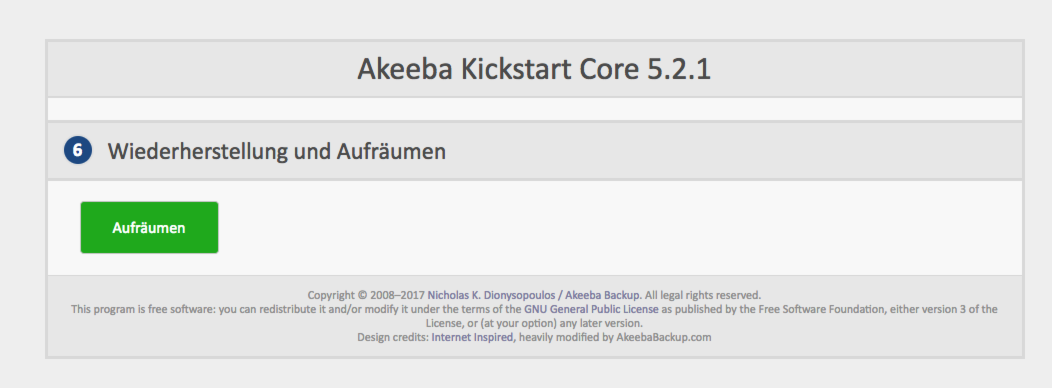 Akeeba Kickstart Core 5.2.1
6 Wiederherstellung und Aufräumen
Aufräumen
Copyright © 2008–2017 Nicholas K. Dionysopoulos / Akeeba Backup. All legal rights reserved.
This program is free software: you can redistribute it and/or modify it under the terms of the GNU General Public License as published by the Free Software Foundation, either version 3 of the
License, or (at your option) any later version.
Design credits: Internet Inspired, heavily modified by AkeebaBackup.com